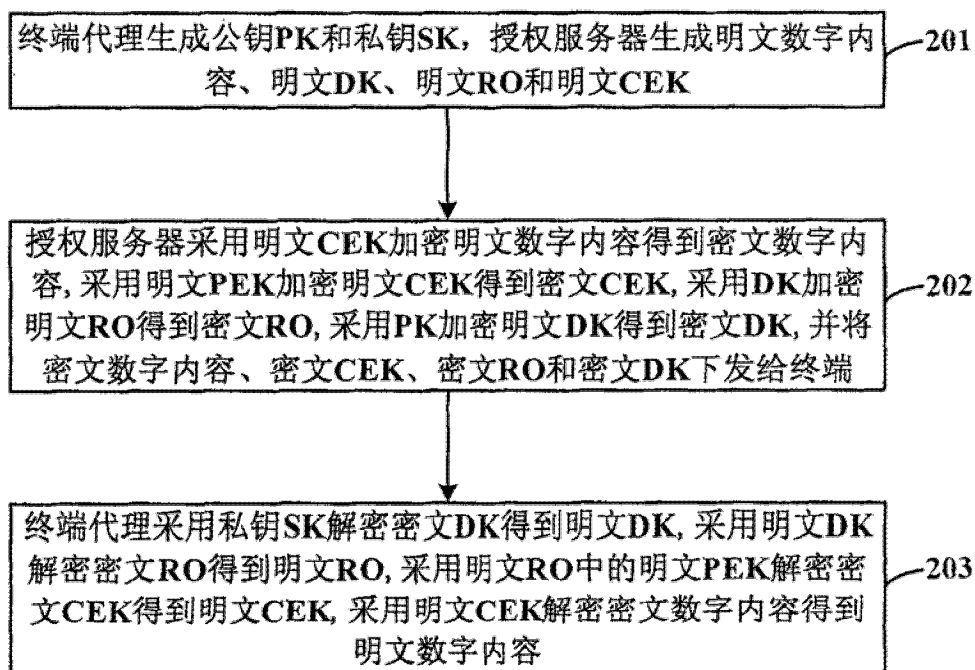 终端代理生成公钥PK和私钥SK，授权服务器生成明文数字内
容、明文DK、明文RO和明文CEK
201
授权服务器采用明文CEK加密明文数字内容得到密文数字内
容,采用明文PEK加密明文CEK得到密文CEK,采用DK加密
明文RO得到密文RO,采用PK加密明文DK得到密文DK,并将
密文数字内容、密文CEK、密文RO和密文DK下发给终端
202
终端代理采用私钥SK解密密文DK得到明文DK,采用明文DK
解密密文RO得到明文RO,采用明文RO中的明文PEK解密密
文CEK得到明文CEK,采用明文CEK解密密文数字内容得到
明文数字内容
203